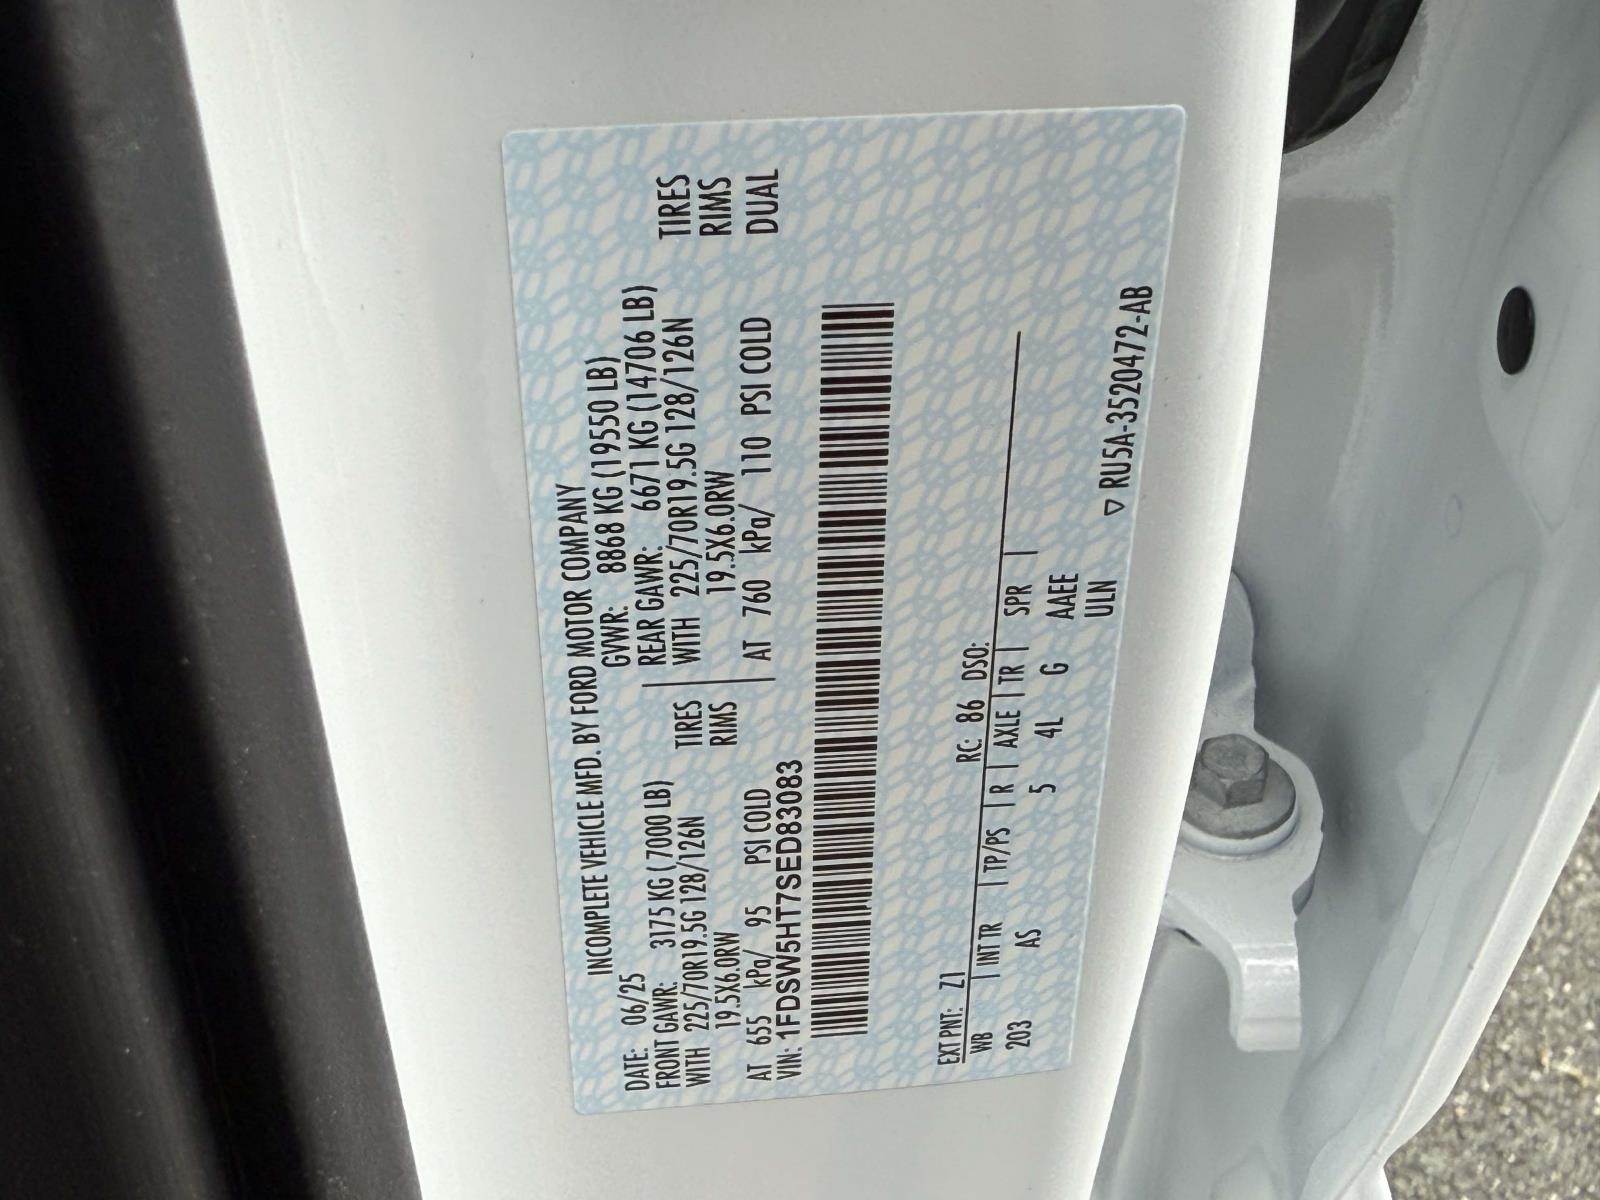 INCOMPLETE VEHICLE MFD. BY FORD MOTOR COMPANY
DATE: 06/25 GVWR: 8868 KG (19550 LB)
FRONT GAWR: 3175 KG ( 7000 LB) REAR GAWR: 6671 KG (14706 LB)
WITH 225/70R19.5G 128/126N TIRES WITH 225/70R19.5G 128/126N TIRES
19.5X6.0RW RIMS 19.5X6.0RW RIMS
AT 655 kPa/ 95 PSI COLD AT 760 kPa/ 110 PSI COLD DUAL
VIN: 1FDSW5HT7SED83083
EXT PNT: Z1 RC: 86 DSO:
WB | INT TR | TP/PS | R | AXLE | TR | SPR |
203 AS 5 4L G AAEE
ULN ▽ RU5A-3520472-AB